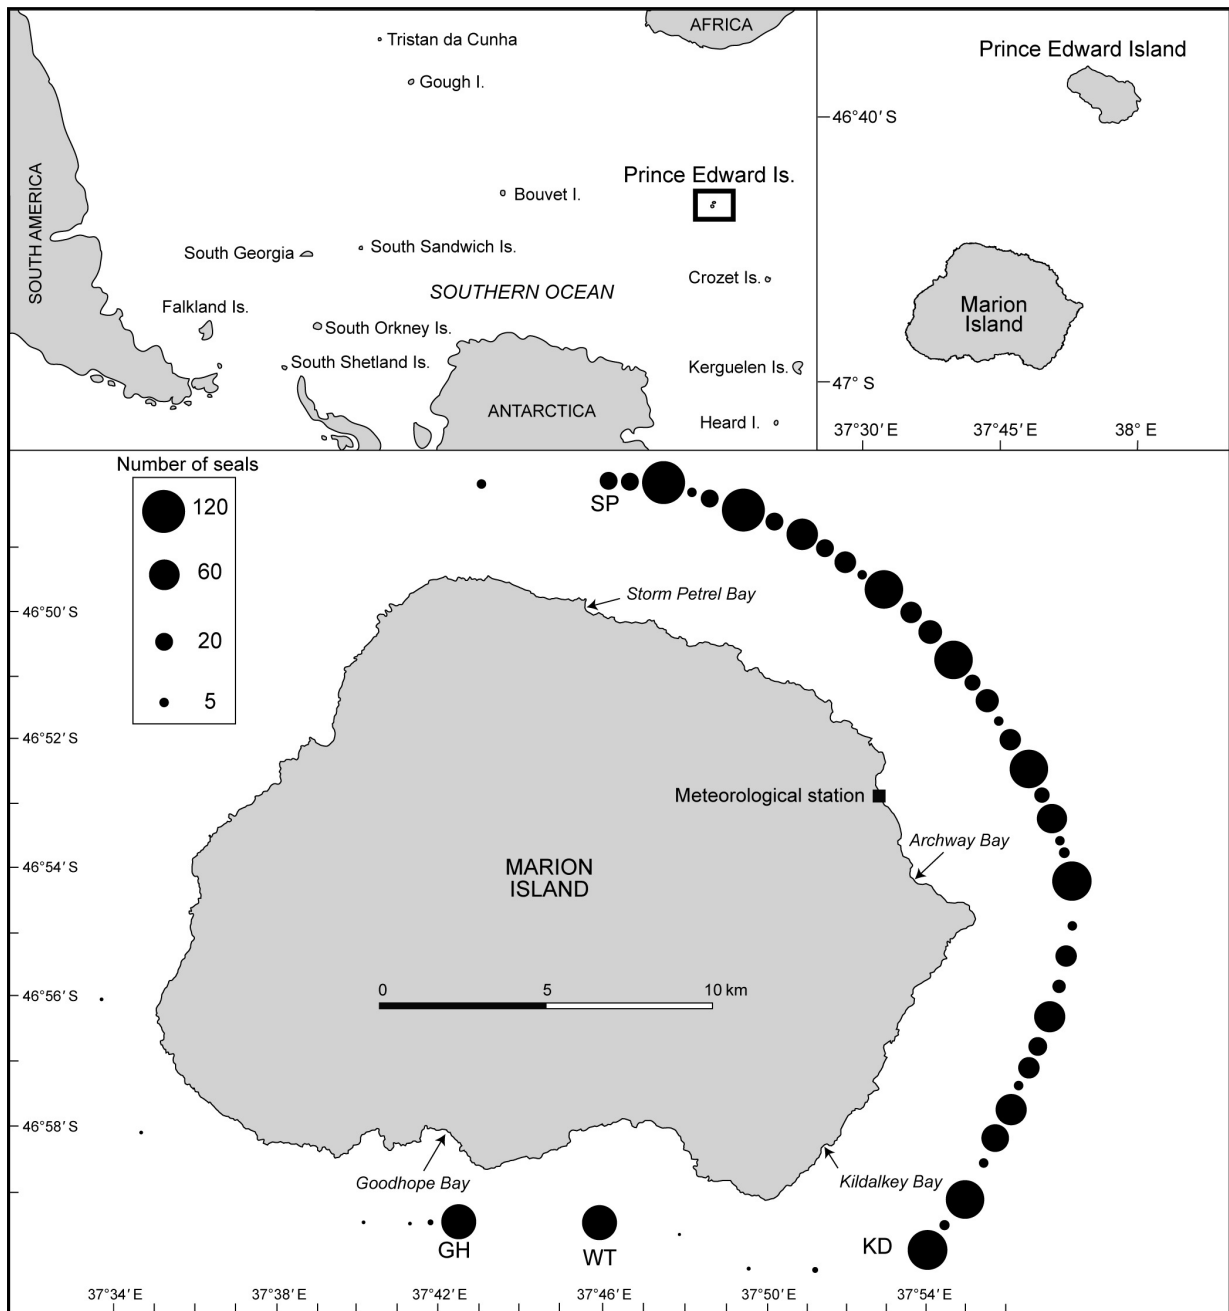 AFRICA
Tristan da Cunha
Gough I.
Prince Edward Is.
Bouvet I.
SOUTH AMERICA
South Georgia
South Sandwich Is.
Crozet Is.
SOUTHERN OCEAN
Falkland Is.
South Orkney Is.
South Shetland Is.
Kerguelen Is.
ANTARCTICA
Heard I.
Prince Edward Island
46°40′ S
Marion
Island
47° S
37°30′ E
37°45′ E
38° E
Number of seals
120
60
20
5
SP
Storm Petrel Bay
46°50′ S
46°52′ S
Meteorological station
Archway Bay
46°54′ S
MARION
ISLAND
46°56′ S
0
5
10 km
46°58′ S
Goodhope Bay
Kildalkey Bay
GH
WT
KD
37°34′ E
37°38′ E
37°42′ E
37°46′ E
37°50′ E
37°54′ E